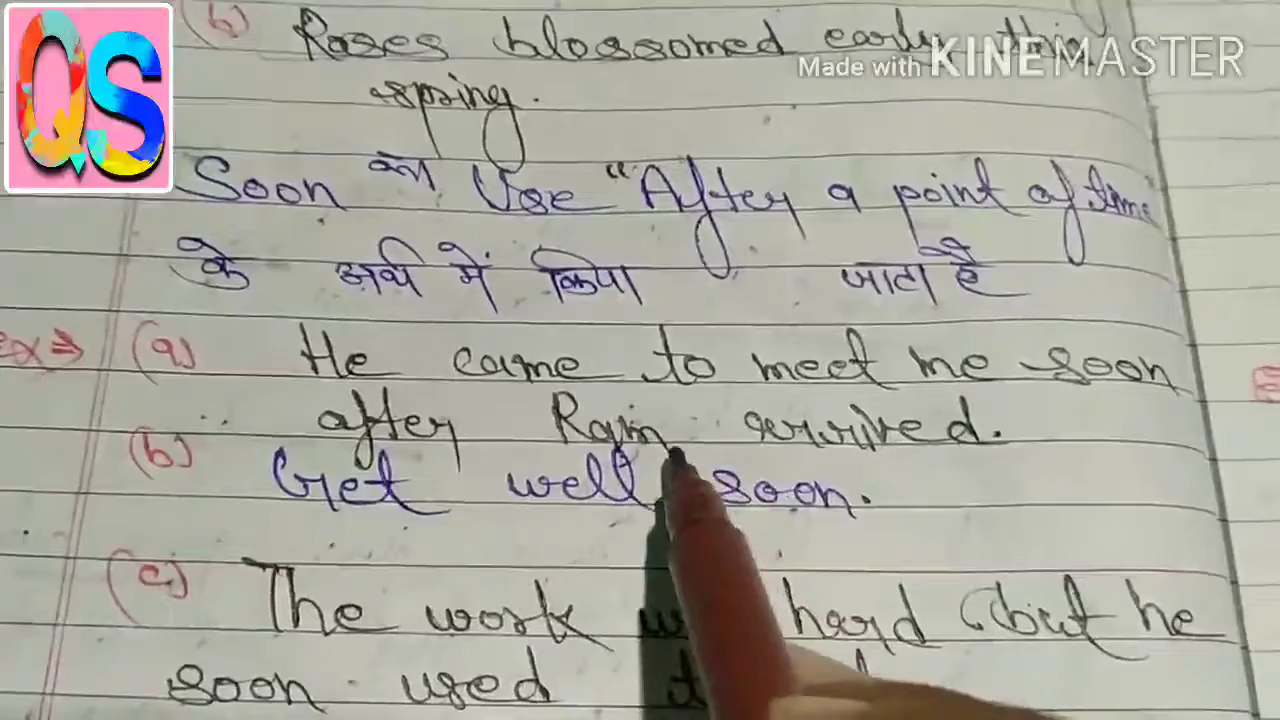 QS
(b) Roses blossomed early this
Made with KINEMASTER
spring.
Soon का Use "After a point of time"
के अर्थ में किया जाता है
ex ⇒ (a) He came to meet me soon
after Rain arrived.
(b) Get well soon.
(c) The work hard but he
soon used